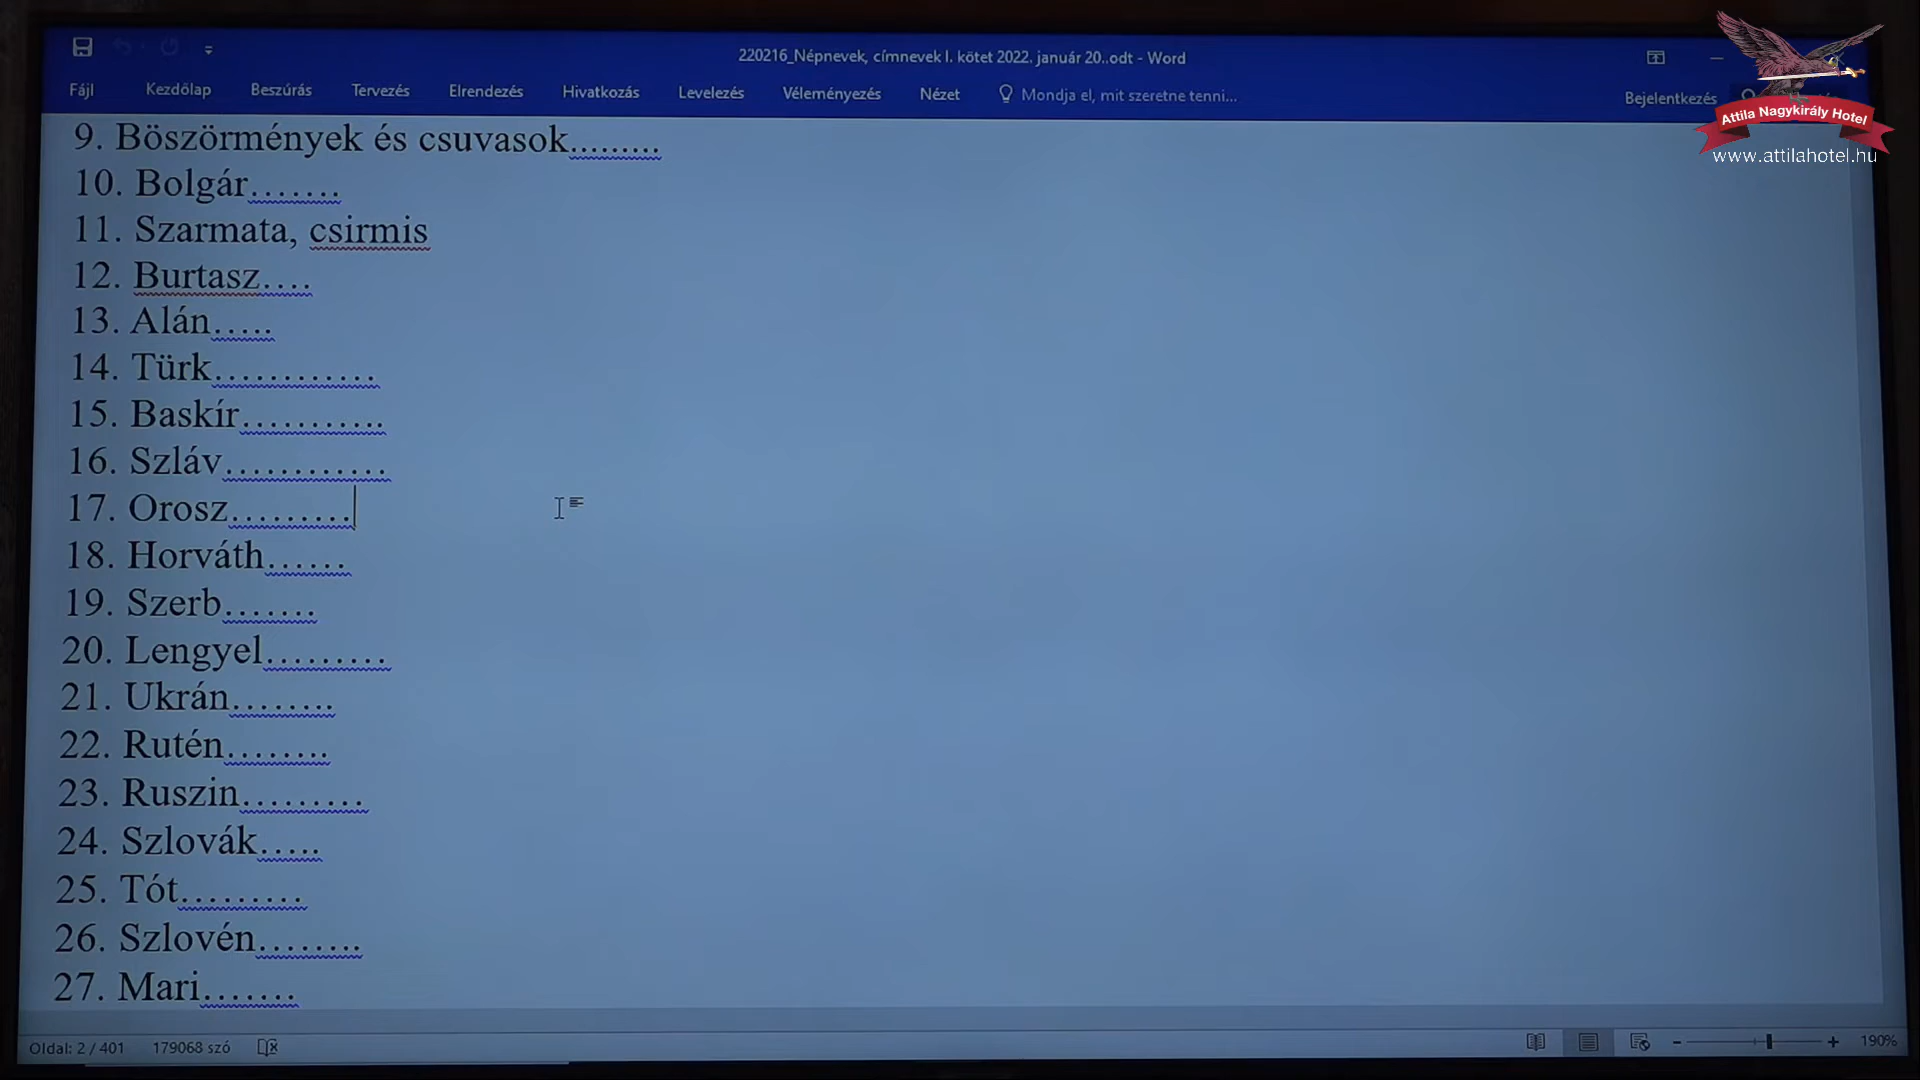 220216_Népnevek, címnevek I. kötet 2022. január 20..odt - Word
Fájl Kezdőlap Beszúrás Tervezés Elrendezés Hivatkozás Levelezés Véleményezés Nézet Mondja el, mit szeretne tenni... Bejelentkezés
Attila Nagykirály Hotel
www.attilahotel.hu
9. Böszörmények és csuvasok.........
10. Bolgár.......
11. Szarmata, csirmis
12. Burtasz....
13. Alán.....
14. Türk............
15. Baskír...........
16. Szláv............
17. Orosz.........
18. Horváth......
19. Szerb.......
20. Lengyel.........
21. Ukrán........
22. Rutén........
23. Ruszin.........
24. Szlovák.....
25. Tót.........
26. Szlovén........
27. Mari.......
Oldal: 2 / 401 179068 szó 190%